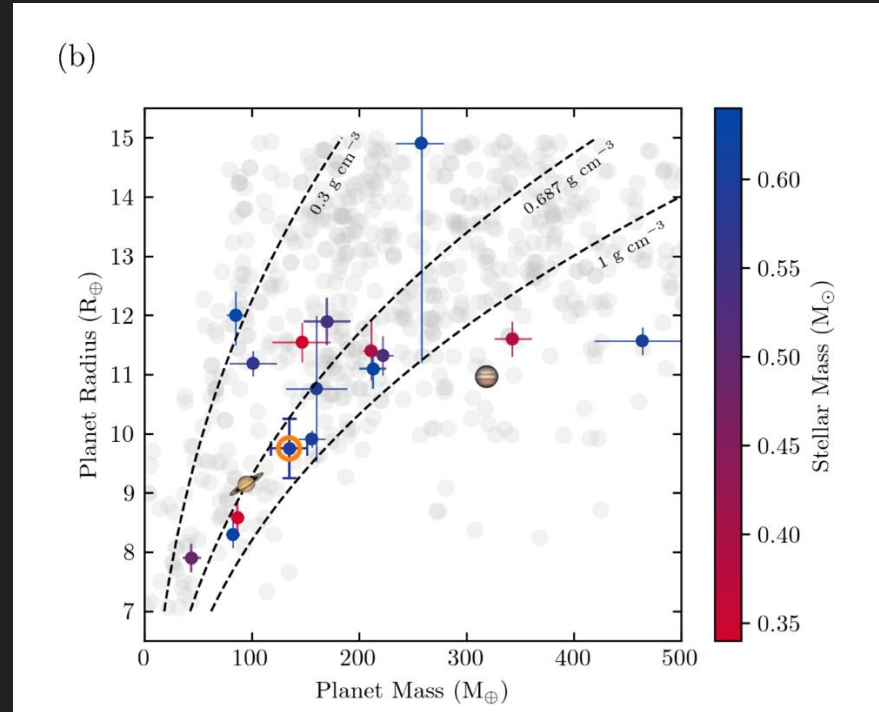 (b)
15
14
13
12
11
10
9
8
7
Planet Radius (R⊕)
0.3 g cm⁻³
0.687 g cm⁻³
1 g cm⁻³
0 100 200 300 400 500
Planet Mass (M⊕)
0.60
0.55
0.50
0.45
0.40
0.35
Stellar Mass (M⊙)